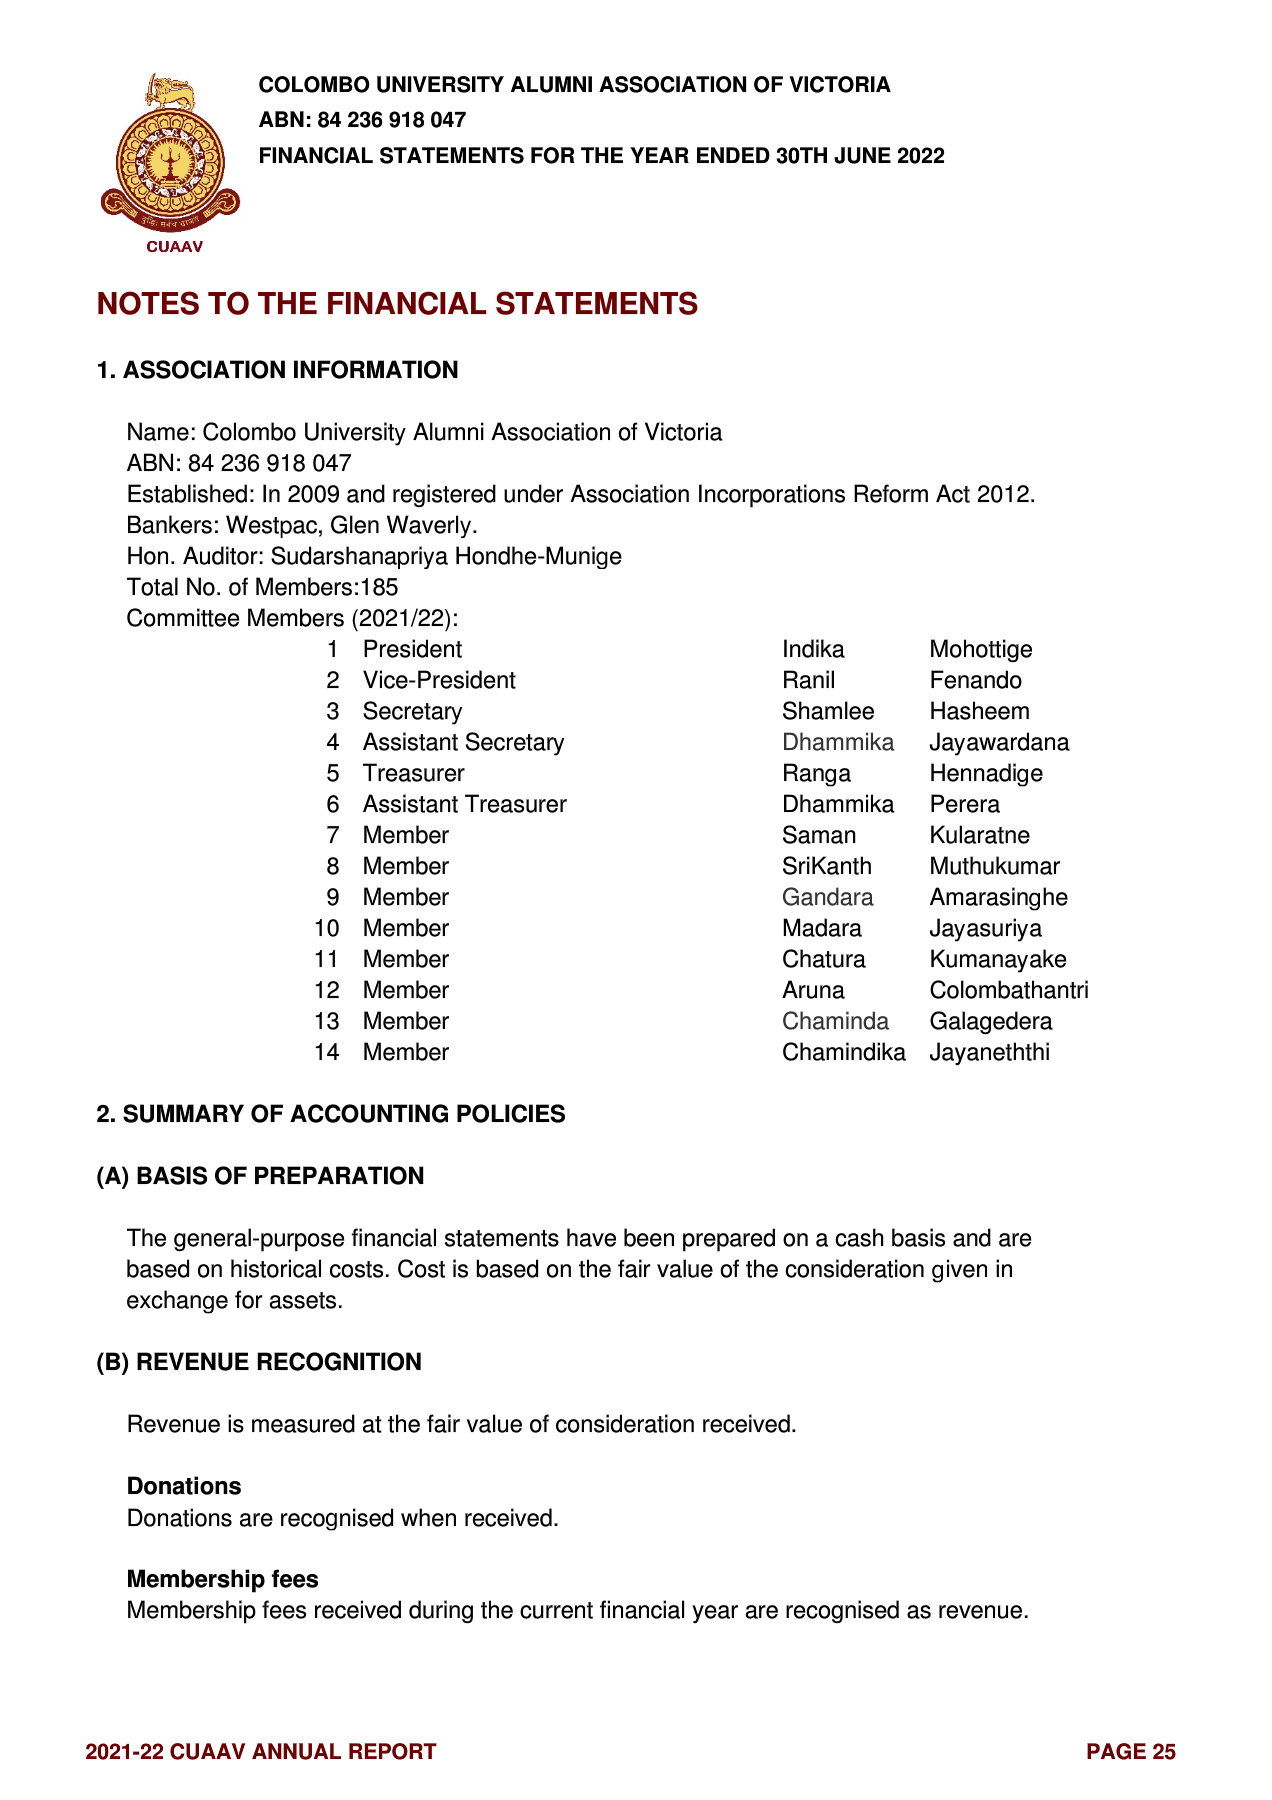 COLOMBO UNIVERSITY ALUMNI ASSOCIATION OF VICTORIA
ABN: 84 236 918 047
FINANCIAL STATEMENTS FOR THE YEAR ENDED 30TH JUNE 2022
CUAAV
NOTES TO THE FINANCIAL STATEMENTS
1. ASSOCIATION INFORMATION
Name: Colombo University Alumni Association of Victoria
ABN: 84 236 918 047
Established: In 2009 and registered under Association Incorporations Reform Act 2012.
Bankers: Westpac, Glen Waverly.
Hon. Auditor: Sudarshanapriya Hondhe-Munige
Total No. of Members:185
Committee Members (2021/22):
1 President Indika Mohottige
2 Vice-President Ranil Fenando
3 Secretary Shamlee Hasheem
4 Assistant Secretary Dhammika Jayawardana
5 Treasurer Ranga Hennadige
6 Assistant Treasurer Dhammika Perera
7 Member Saman Kularatne
8 Member SriKanth Muthukumar
9 Member Gandara Amarasinghe
10 Member Madara Jayasuriya
11 Member Chatura Kumanayake
12 Member Aruna Colombathantri
13 Member Chaminda Galagedera
14 Member Chamindika Jayaneththi
2. SUMMARY OF ACCOUNTING POLICIES
(A) BASIS OF PREPARATION
The general-purpose financial statements have been prepared on a cash basis and are
based on historical costs. Cost is based on the fair value of the consideration given in
exchange for assets.
(B) REVENUE RECOGNITION
Revenue is measured at the fair value of consideration received.
Donations
Donations are recognised when received.
Membership fees
Membership fees received during the current financial year are recognised as revenue.
2021-22 CUAAV ANNUAL REPORT PAGE 25